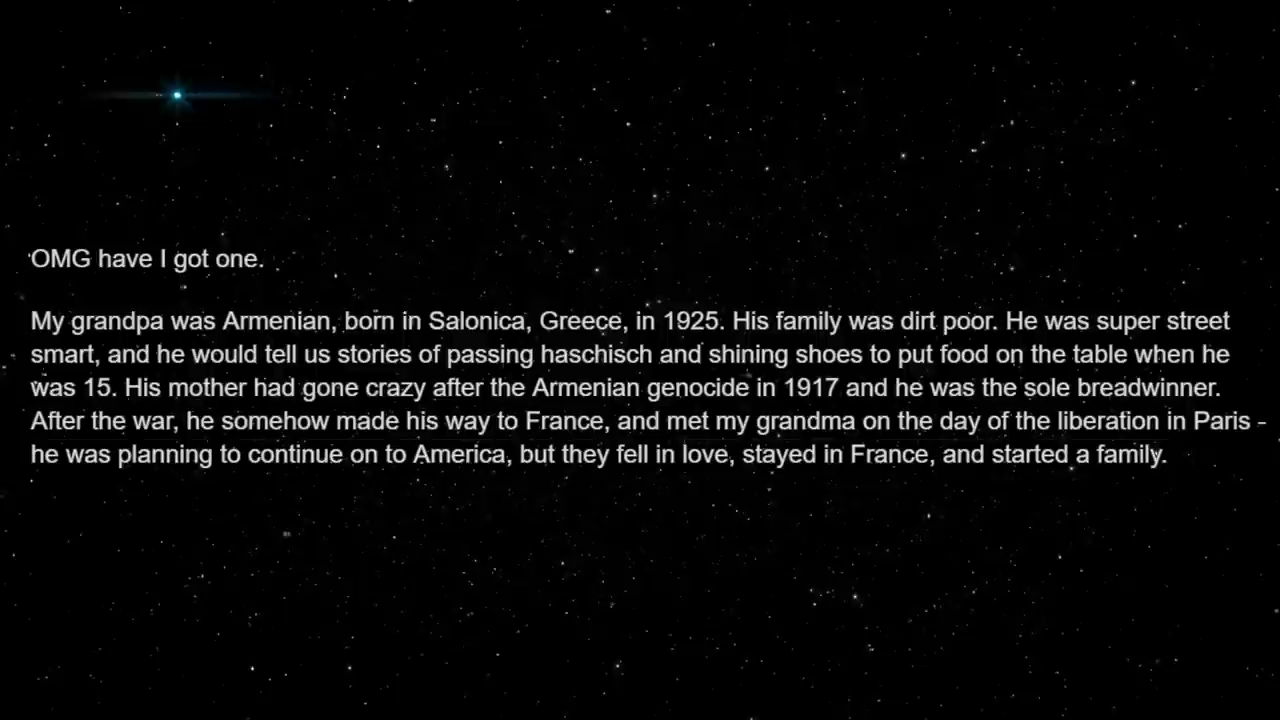 OMG have I got one.
My grandpa was Armenian, born in Salonica, Greece, in 1925. His family was dirt poor. He was super street
smart, and he would tell us stories of passing haschisch and shining shoes to put food on the table when he
was 15. His mother had gone crazy after the Armenian genocide in 1917 and he was the sole breadwinner.
After the war, he somehow made his way to France, and met my grandma on the day of the liberation in Paris -
he was planning to continue on to America, but they fell in love, stayed in France, and started a family.